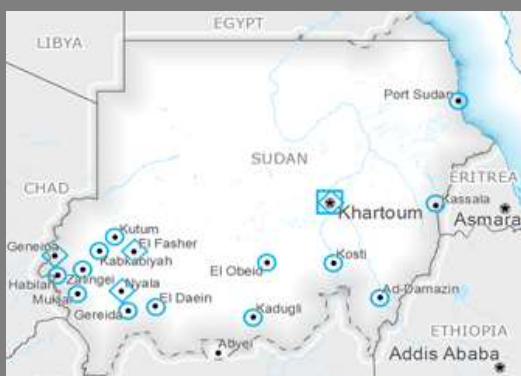 EGYPT
LIBYA
Port Sudan
SUDAN
ERITREA
CHAD
Kassala
Khartoum
Asmara
Kutum
Geneina
El Fasher
Kabkabiyah
Kosti
El Obeid
Habilah
Zalingei
Nyala
Mukjar
El Daein
Ad-Damazin
Gereida
Kadugli
ETHIOPIA
Abyei
Addis Ababa